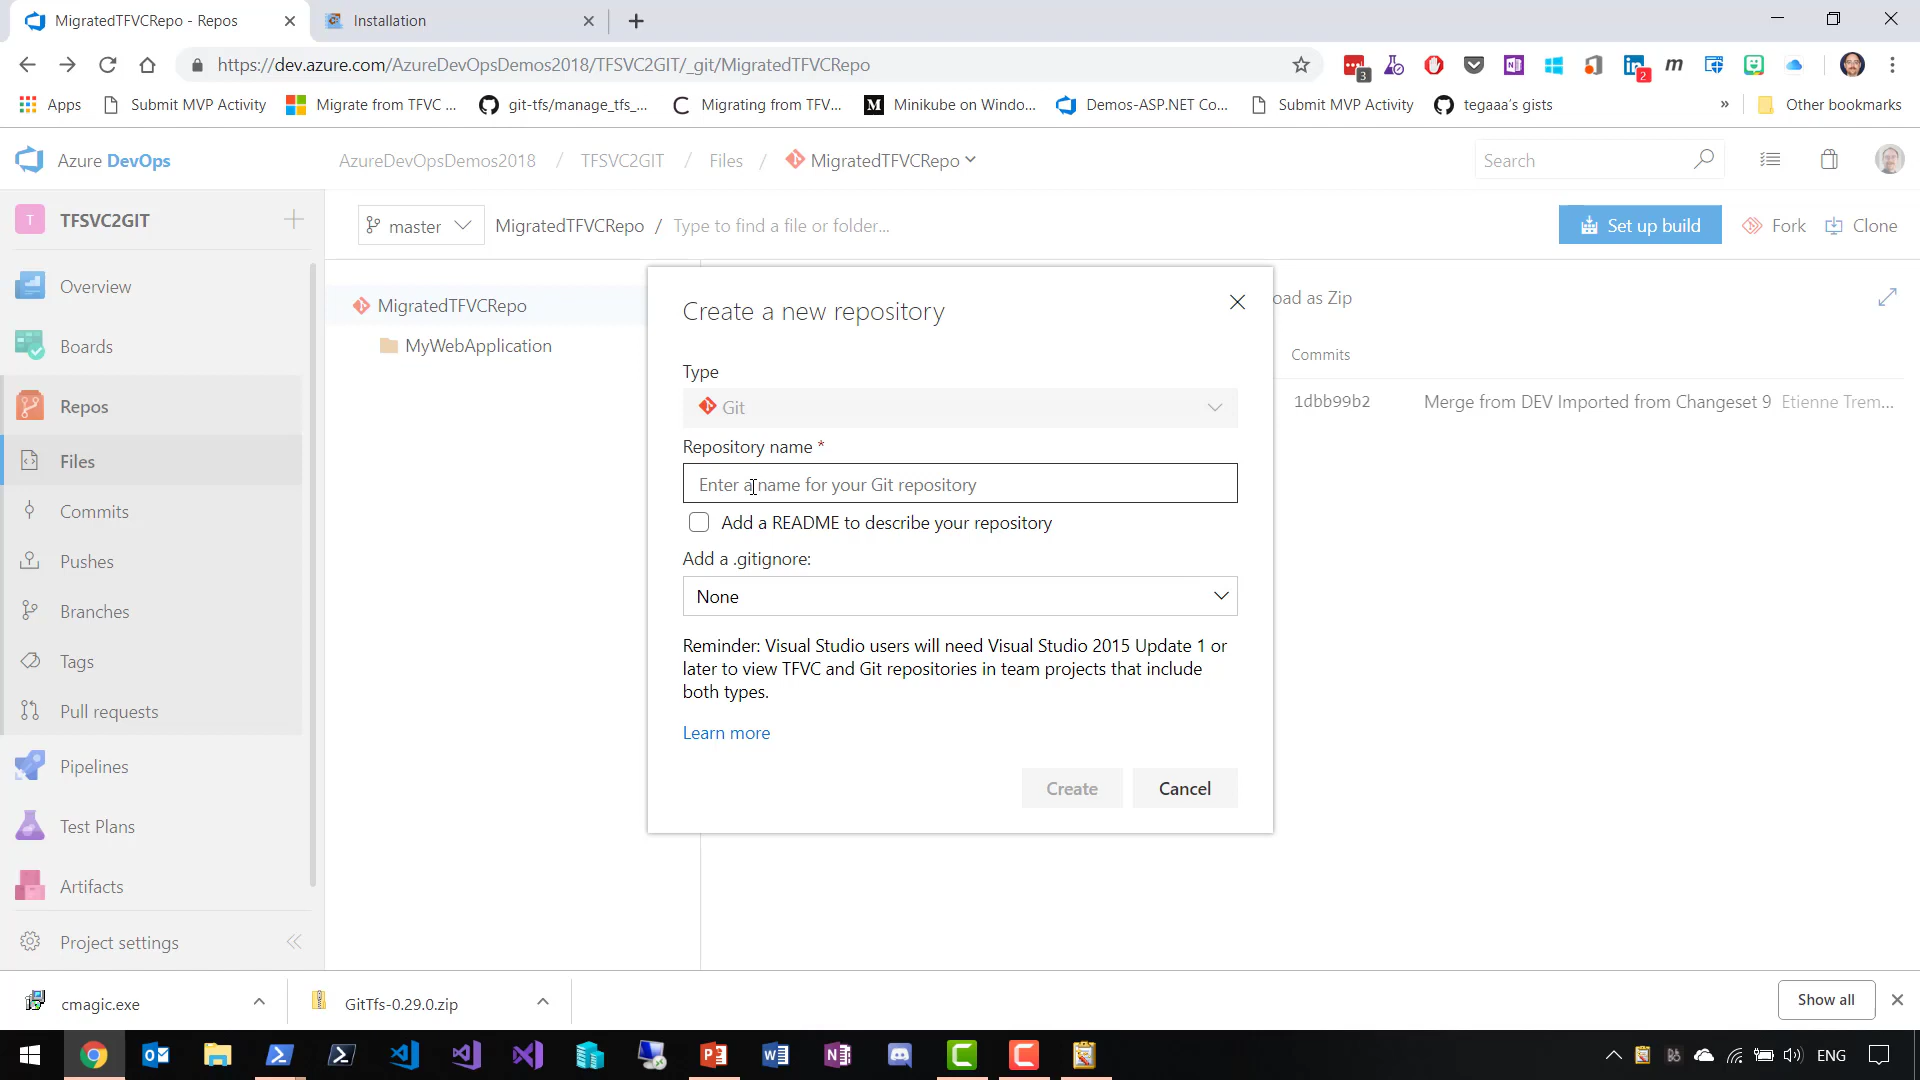 MigratedTFVCRepo - Repos
Installation
https://dev.azure.com/AzureDevOpsDemos2018/TFSVC2GIT/_git/MigratedTFVCRepo
3
2
m
Apps
Submit MVP Activity
Migrate from TFVC ...
git-tfs/manage_tfs_...
Migrating from TFV...
Minikube on Windo...
Demos-ASP.NET Co...
Submit MVP Activity
tegaaa's gists
»
Other bookmarks
Azure DevOps
AzureDevOpsDemos2018 / TFSVC2GIT / Files / MigratedTFVCRepo
Search
T TFSVC2GIT
master
MigratedTFVCRepo / Type to find a file or folder...
Set up build
Fork
Clone
Overview
Boards
Repos
Files
Commits
Pushes
Branches
Tags
Pull requests
Pipelines
Test Plans
Artifacts
Project settings
MigratedTFVCRepo
MyWebApplication
Create a new repository
Type
Git
Repository name *
Enter a name for your Git repository
Add a README to describe your repository
Add a .gitignore:
None
Reminder: Visual Studio users will need Visual Studio 2015 Update 1 or
later to view TFVC and Git repositories in team projects that include
both types.
Learn more
Create
Cancel
oad as Zip
Commits
1dbb99b2 Merge from DEV Imported from Changeset 9 Etienne Trem...
cmagic.exe
GitTfs-0.29.0.zip
Show all
ENG